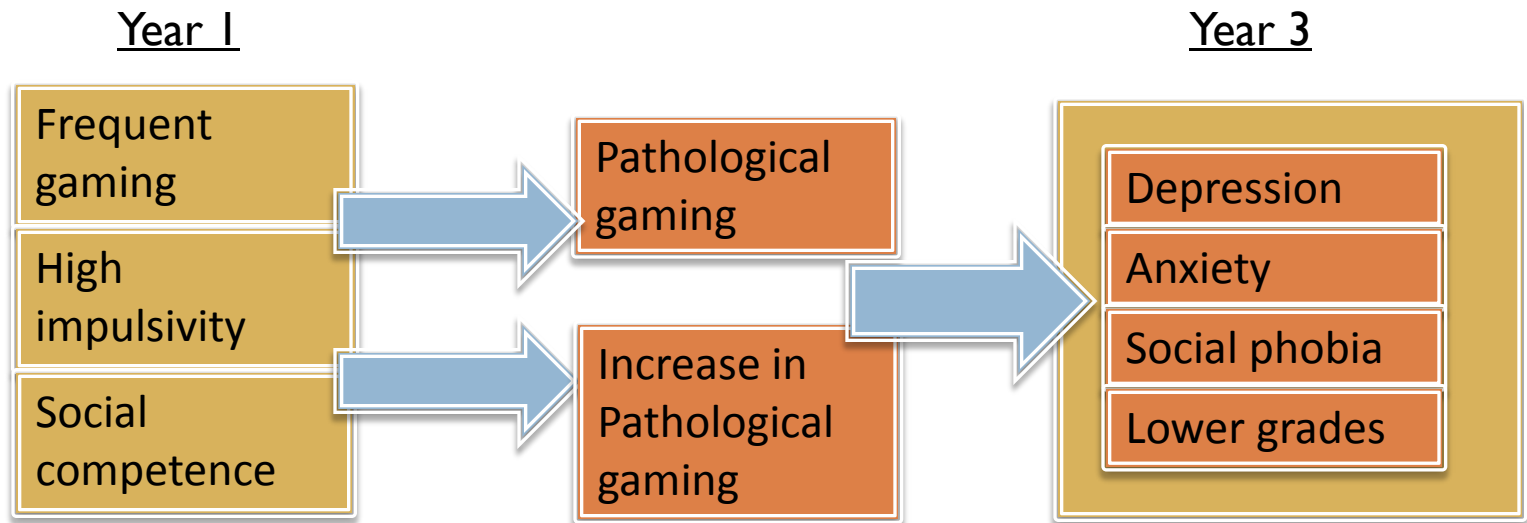 Year 1
Year 3
Frequent
gaming
High
impulsivity
Social
competence
Pathological
gaming
Increase in
Pathological
gaming
Depression
Anxiety
Social phobia
Lower grades